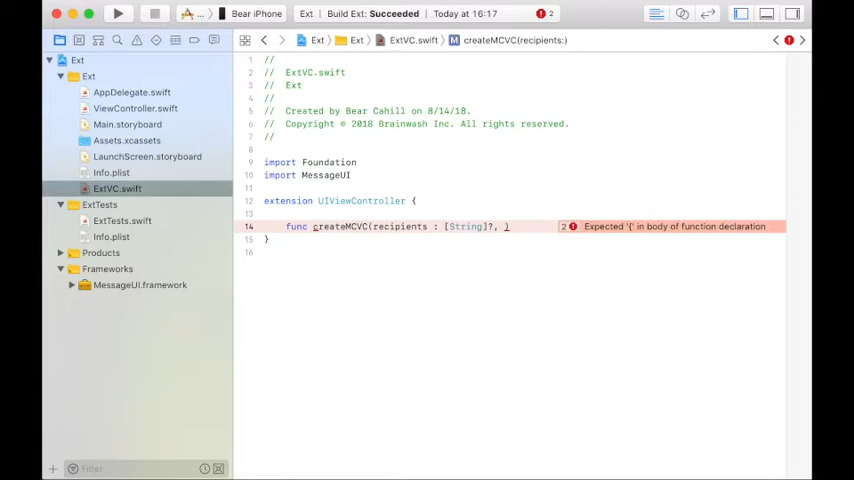 ... Bear iPhone
Ext | Build Ext: Succeeded | Today at 16:17
2
Ext Ext ExtVC.swift M createMCVC(recipients:)
Ext
Ext
AppDelegate.swift
ViewController.swift
Main.storyboard
Assets.xcassets
LaunchScreen.storyboard
Info.plist
ExtVC.swift
ExtTests
ExtTests.swift
Info.plist
Products
Frameworks
MessageUI.framework
Filter
1 //
2 // ExtVC.swift
3 // Ext
4 //
5 // Created by Bear Cahill on 8/14/18.
6 // Copyright © 2018 Brainwash Inc. All rights reserved.
7 //
8
9 import Foundation
10 import MessageUI
11
12 extension UIViewController {
13
14 func createMCVC(recipients : [String]?, ) 2 Expected '{' in body of function declaration
15 }
16